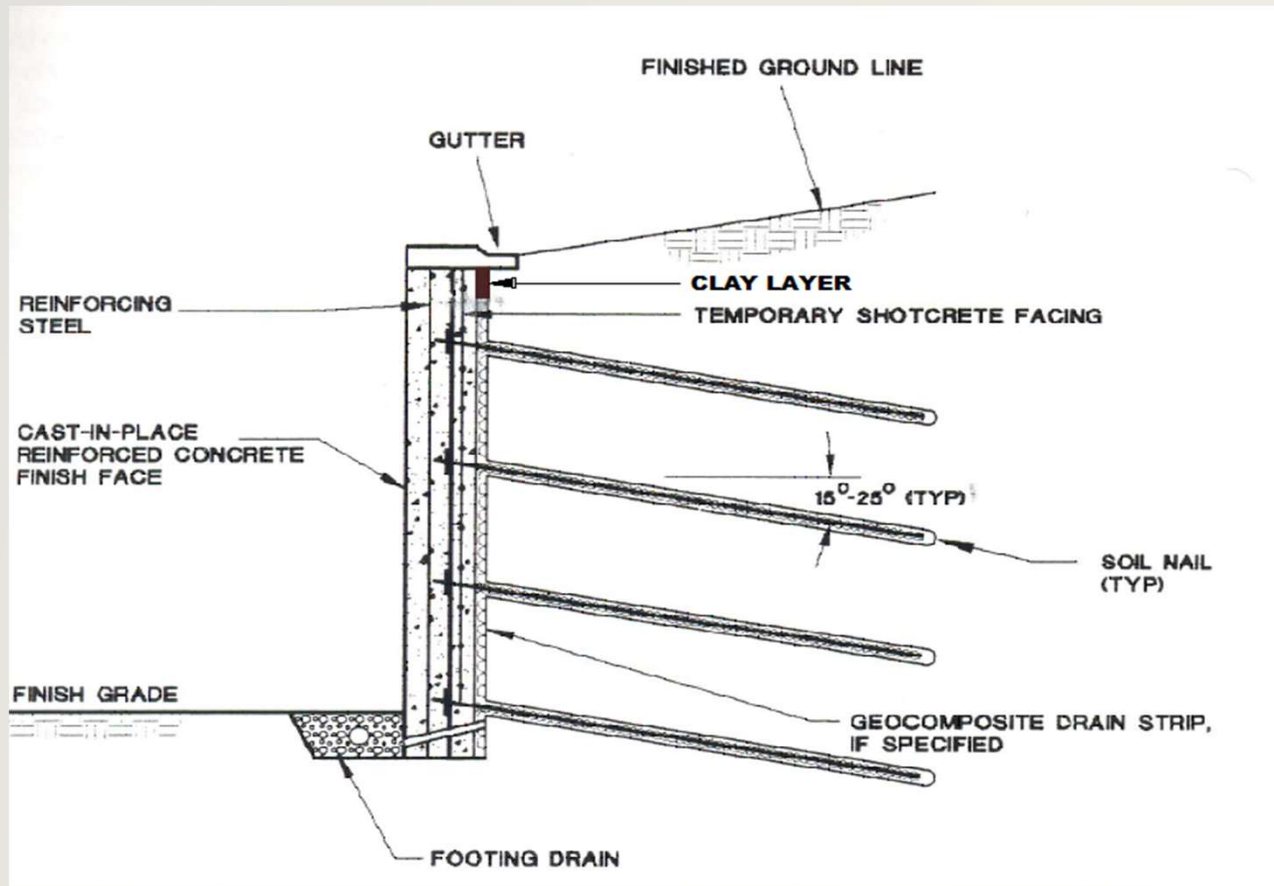 FINISHED GROUND LINE
GUTTER
CLAY LAYER
REINFORCING
STEEL
TEMPORARY SHOTCRETE FACING
CAST-IN-PLACE
REINFORCED CONCRETE
FINISH FACE
15°-25° (TYP)
SOIL NAIL
(TYP)
FINISH GRADE
GEOCOMPOSITE DRAIN STRIP,
IF SPECIFIED
FOOTING DRAIN